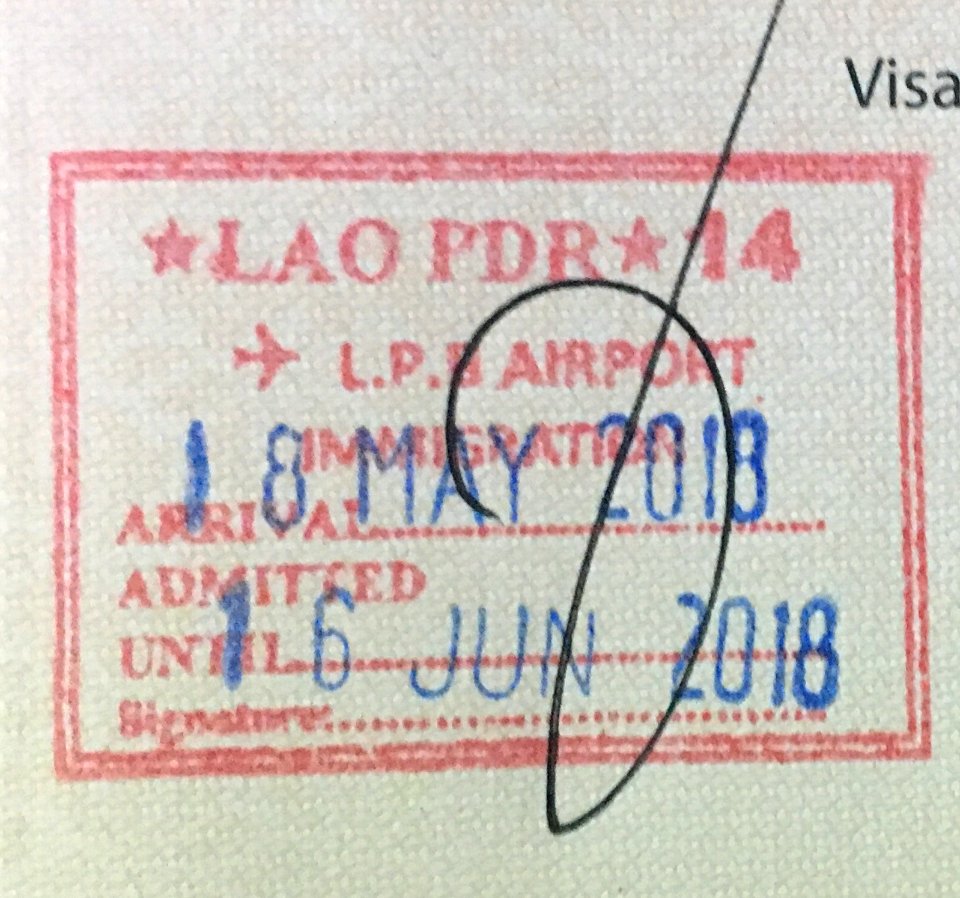 Visa
★LAO PDR★14
L.P.B AIRPORT
IMMIGRATION
18 MAY 2018
ARRIVAL
ADMITTED
UNTIL 16 JUN 2018
Signature: